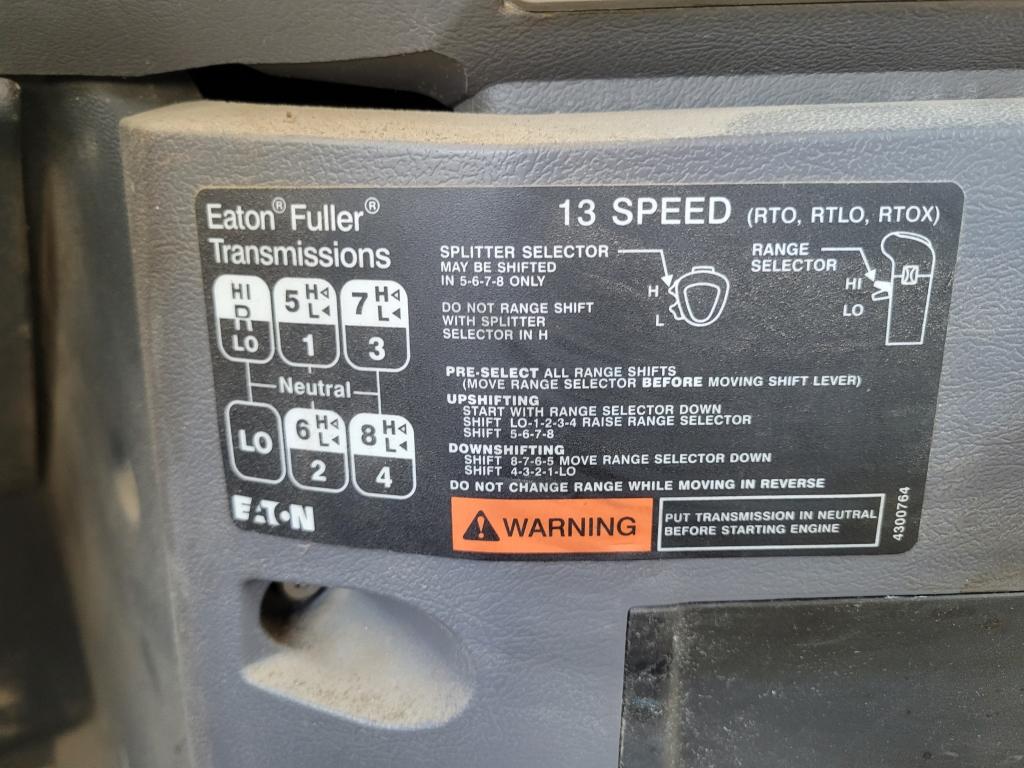 Eaton® Fuller®
Transmissions
13 SPEED (RTO, RTLO, RTOX)
SPLITTER SELECTOR
MAY BE SHIFTED
IN 5-6-7-8 ONLY
H
L
RANGE
SELECTOR
HI
LO
DO NOT RANGE SHIFT
WITH SPLITTER
SELECTOR IN H
HI
R
LO
5 H
L
1
7 H
L
3
Neutral
LO
6 H
L
2
8 H
L
4
PRE-SELECT ALL RANGE SHIFTS
(MOVE RANGE SELECTOR BEFORE MOVING SHIFT LEVER)
UPSHIFTING
START WITH RANGE SELECTOR DOWN
SHIFT LO-1-2-3-4 RAISE RANGE SELECTOR
SHIFT 5-6-7-8
DOWNSHIFTING
SHIFT 8-7-6-5 MOVE RANGE SELECTOR DOWN
SHIFT 4-3-2-1-LO
DO NOT CHANGE RANGE WHILE MOVING IN REVERSE
EATON
WARNING
PUT TRANSMISSION IN NEUTRAL
BEFORE STARTING ENGINE
4300764